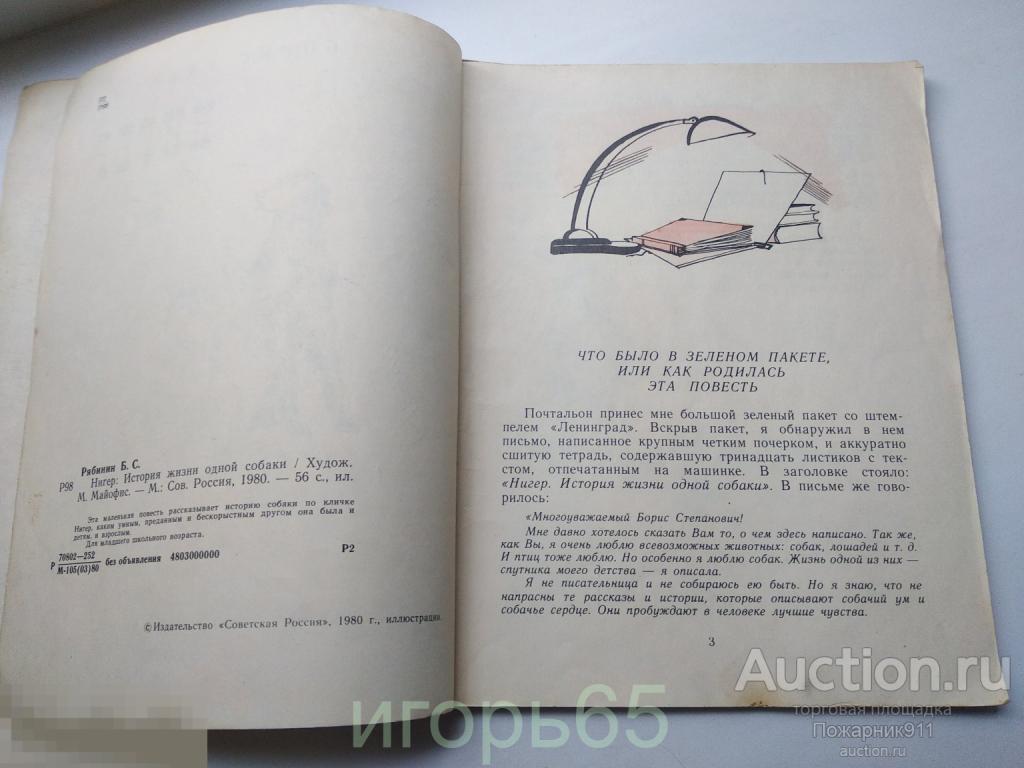 Рябинин Б. С.
Р98 Нигер: История жизни одной собаки / Худож.
М. Майофис. — М.: Сов. Россия, 1980. — 56 с., ил.
Эта маленькая повесть рассказывает историю собаки по кличке
Нигер, каким умным, преданным и бескорыстным другом она была и
детям, и взрослым.
Для младшего школьного возраста.
Р 70802—252
М-105(03)80 без объявления 4803000000 Р2
©Издательство «Советская Россия», 1980 г., иллюстрации.
ЧТО БЫЛО В ЗЕЛЕНОМ ПАКЕТЕ,
ИЛИ КАК РОДИЛАСЬ
ЭТА ПОВЕСТЬ
Почтальон принес мне большой зеленый пакет со штем-
пелем «Ленинград». Вскрыв пакет, я обнаружил в нем
письмо, написанное крупным четким почерком, и аккуратно
сшитую тетрадь, содержавшую тринадцать листиков с тек-
стом, отпечатанным на машинке. В заголовке стояло:
«Нигер. История жизни одной собаки». В письме же гово-
рилось:
«Многоуважаемый Борис Степанович!
Мне давно хотелось сказать Вам то, о чем здесь написано. Так же,
как Вы, я очень люблю всевозможных животных: собак, лошадей и т. д.
И птиц тоже люблю. Но особенно я люблю собак. Жизнь одной из них —
спутника моего детства — я описала.
Я не писательница и не собираюсь ею быть. Но я знаю, что не
напрасны те рассказы и истории, которые описывают собачий ум и
собачье сердце. Они пробуждают в человеке лучшие чувства.
3
Auction.ru
торговая площадка
Пожарник911
auction.ru
игорь65